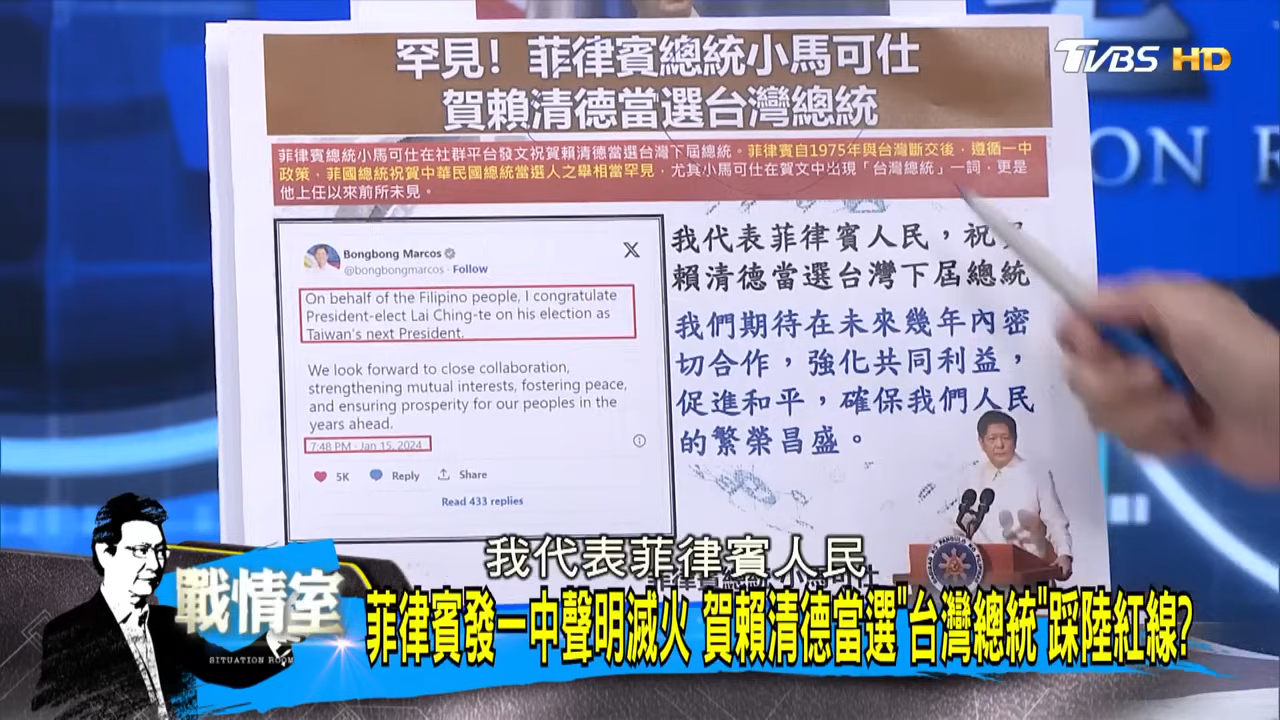 TVBS HD
罕見！菲律賓總統小馬可仕
賀賴清德當選台灣總統
菲律賓總統小馬可仕在社群平台發文祝賀賴清德當選台灣下屆總統。菲律賓自1975年與台灣斷交後，遵循一中
政策，菲國總統祝賀中華民國總統當選人之舉相當罕見，尤其小馬可仕在賀文中出現「台灣總統」一詞，更是
他上任以來前所未見。
ON R
Bongbong Marcos
@bongbongmarcos · Follow
On behalf of the Filipino people, I congratulate
President-elect Lai Ching-te on his election as
Taiwan's next President.
We look forward to close collaboration,
strengthening mutual interests, fostering peace,
and ensuring prosperity for our peoples in the
years ahead.
7:48 PM · Jan 15, 2024
5K Reply Share
Read 433 replies
我代表菲律賓人民，祝
賴清德當選台灣下屆總統
我們期待在未來幾年內密
切合作，強化共同利益，
促進和平，確保我們人民
的繁榮昌盛。
我代表菲律賓人民
戰情室
SITUATION ROOM
菲律賓發一中聲明滅火 賀賴清德當選"台灣總統"踩陸紅線?